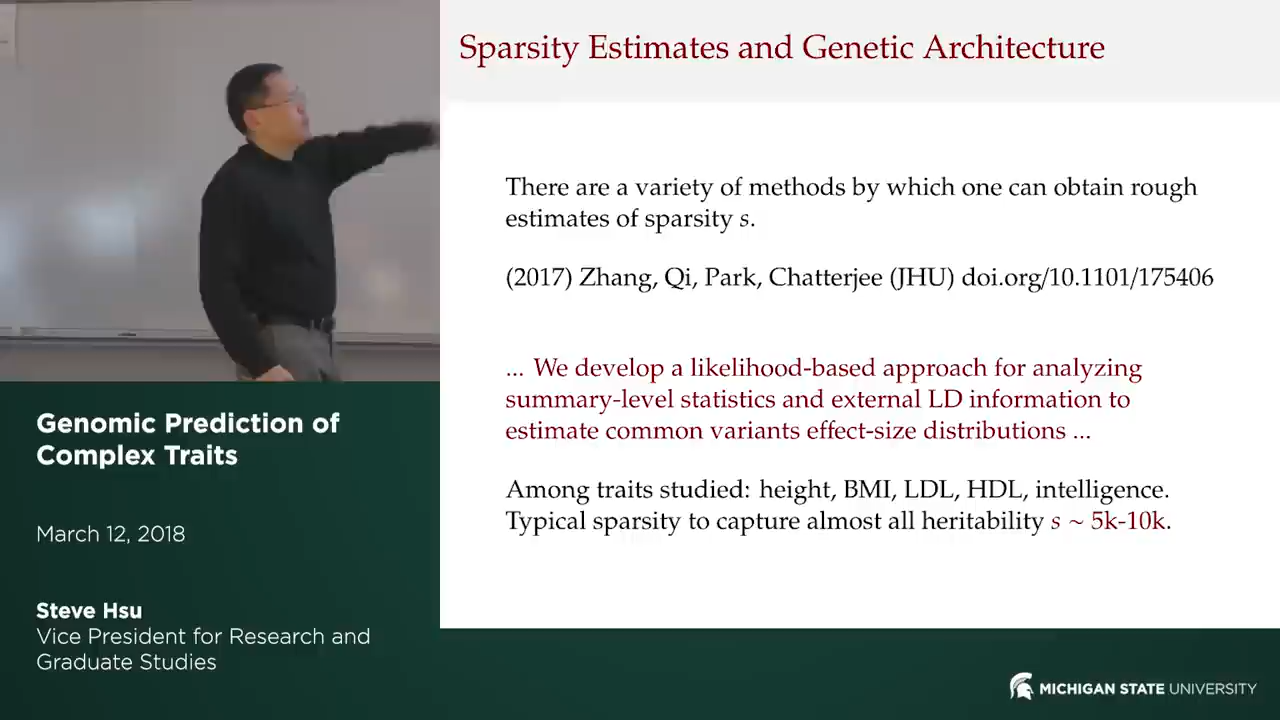 Sparsity Estimates and Genetic Architecture
There are a variety of methods by which one can obtain rough
estimates of sparsity s.
(2017) Zhang, Qi, Park, Chatterjee (JHU) doi.org/10.1101/175406
... We develop a likelihood-based approach for analyzing
summary-level statistics and external LD information to
estimate common variants effect-size distributions ...
Among traits studied: height, BMI, LDL, HDL, intelligence.
Typical sparsity to capture almost all heritability s ~ 5k-10k.
Genomic Prediction of
Complex Traits
March 12, 2018
Steve Hsu
Vice President for Research and
Graduate Studies
MICHIGAN STATE UNIVERSITY